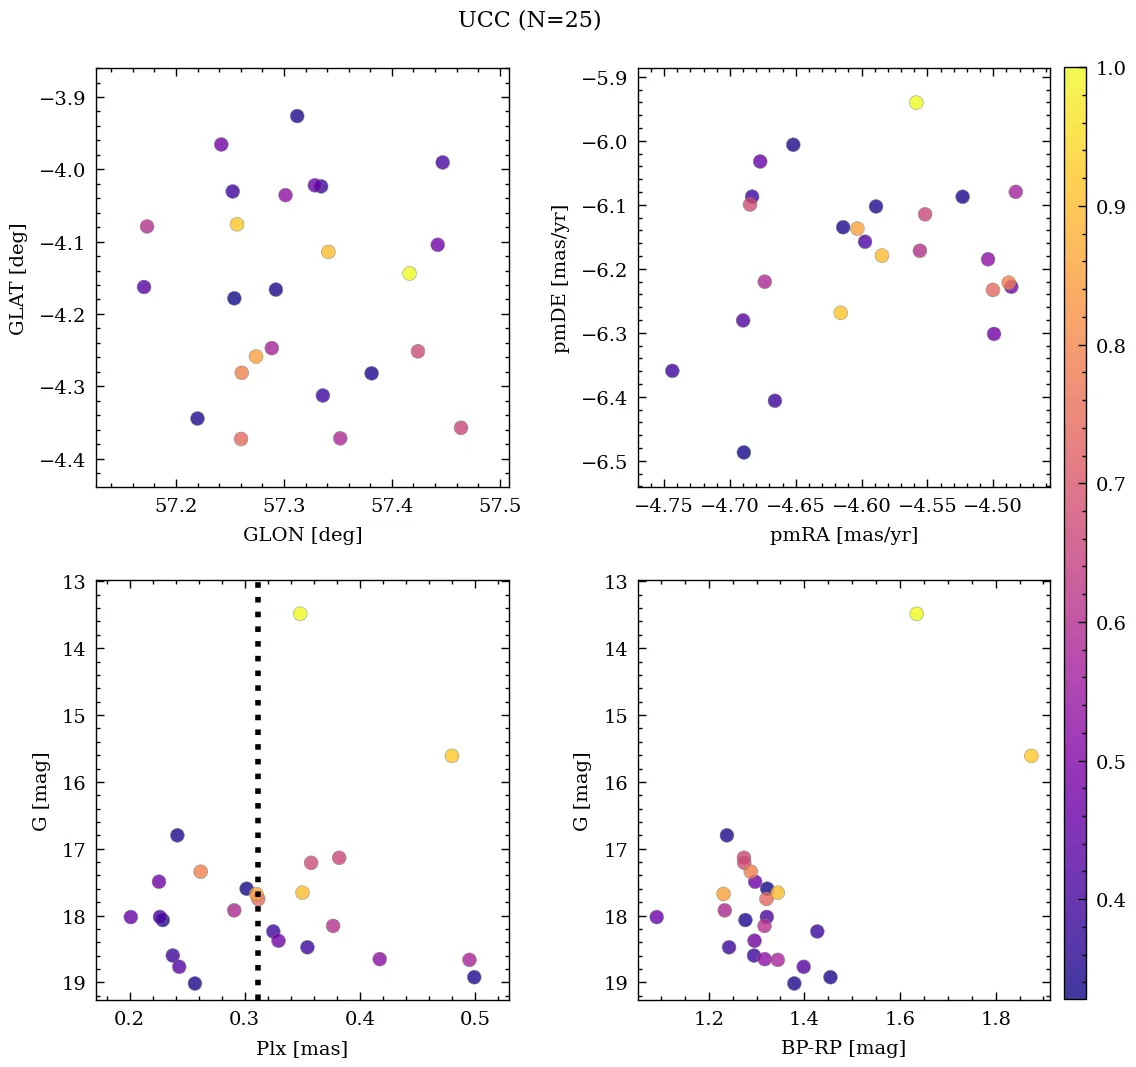 UCC (N=25)
−3.9
−4.0
−4.1
−4.2
−4.3
−4.4
GLAT [deg]
57.2 57.3 57.4 57.5
GLON [deg]
−5.9
−6.0
−6.1
−6.2
−6.3
−6.4
−6.5
pmDE [mas/yr]
−4.75 −4.70 −4.65 −4.60 −4.55 −4.50
pmRA [mas/yr]
13
14
15
16
17
18
19
G [mag]
0.2 0.3 0.4 0.5
Plx [mas]
13
14
15
16
17
18
19
G [mag]
1.2 1.4 1.6 1.8
BP-RP [mag]
1.0
0.9
0.8
0.7
0.6
0.5
0.4